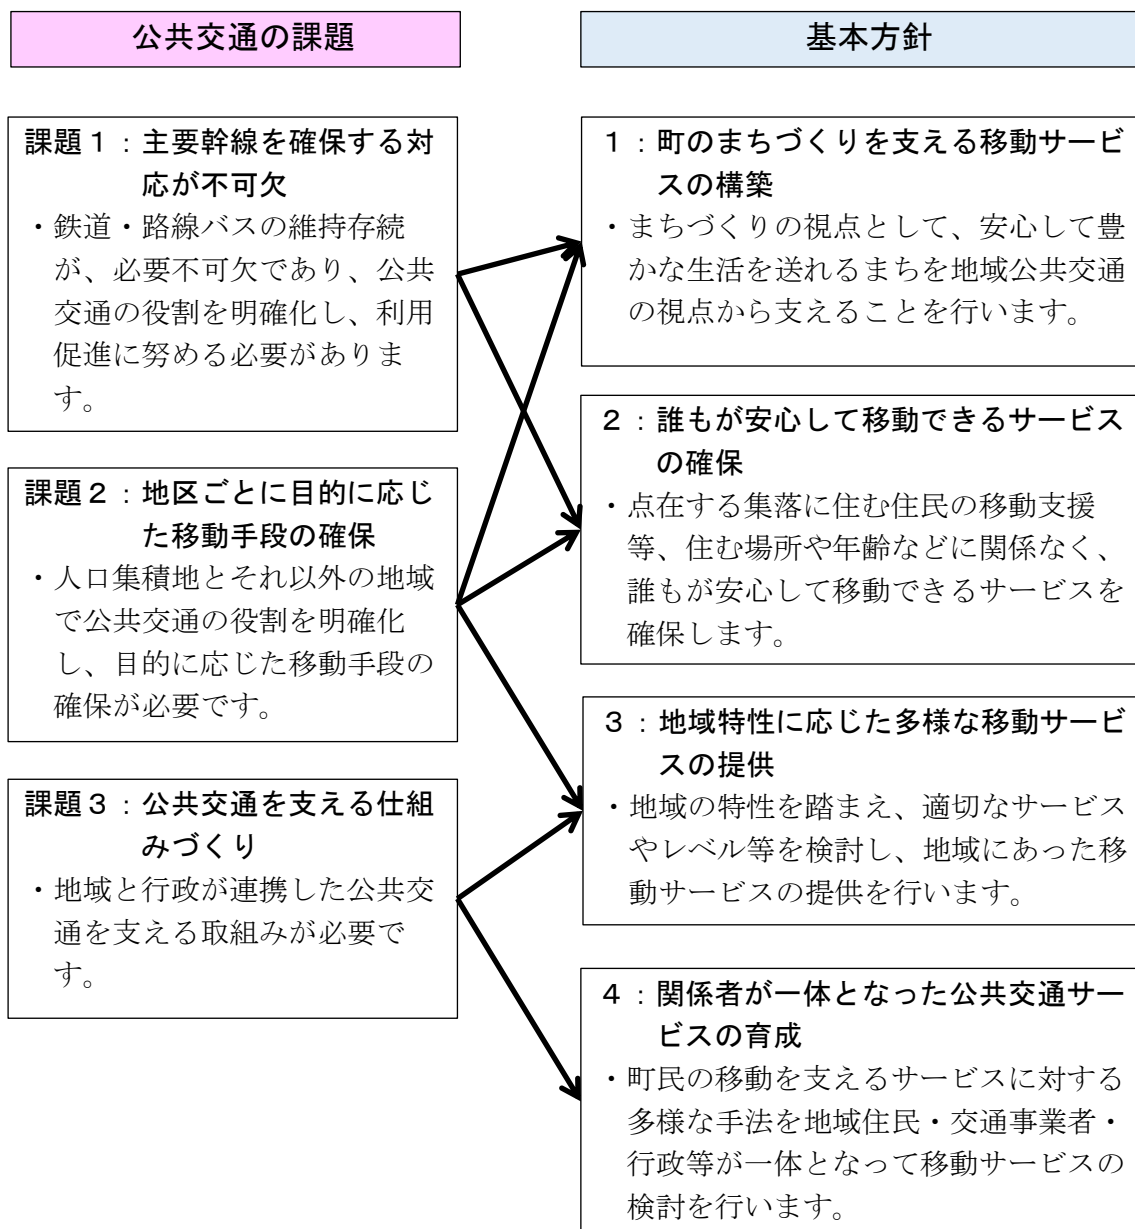 公共交通の課題
課題１：主要幹線を確保する対
応が不可欠
・鉄道・路線バスの維持存続
が、必要不可欠であり、公共
交通の役割を明確化し、利用
促進に努める必要がありま
す。
課題２：地区ごとに目的に応じ
た移動手段の確保
・人口集積地とそれ以外の地域
で公共交通の役割を明確化
し、目的に応じた移動手段の
確保が必要です。
課題３：公共交通を支える仕組
みづくり
・地域と行政が連携した公共交
通を支える取組みが必要で
す。
基本方針
１：町のまちづくりを支える移動サービ
スの構築
・まちづくりの視点として、安心して豊
かな生活を送れるまちを地域公共交通
の視点から支えることを行います。
２：誰もが安心して移動できるサービス
の確保
・点在する集落に住む住民の移動支援
等、住む場所や年齢などに関係なく、
誰もが安心して移動できるサービスを
確保します。
３：地域特性に応じた多様な移動サービ
スの提供
・地域の特性を踏まえ、適切なサービス
やレベル等を検討し、地域にあった移
動サービスの提供を行います。
４：関係者が一体となった公共交通サー
ビスの育成
・町民の移動を支えるサービスに対する
多様な手法を地域住民・交通事業者・
行政等が一体となって移動サービスの
検討を行います。